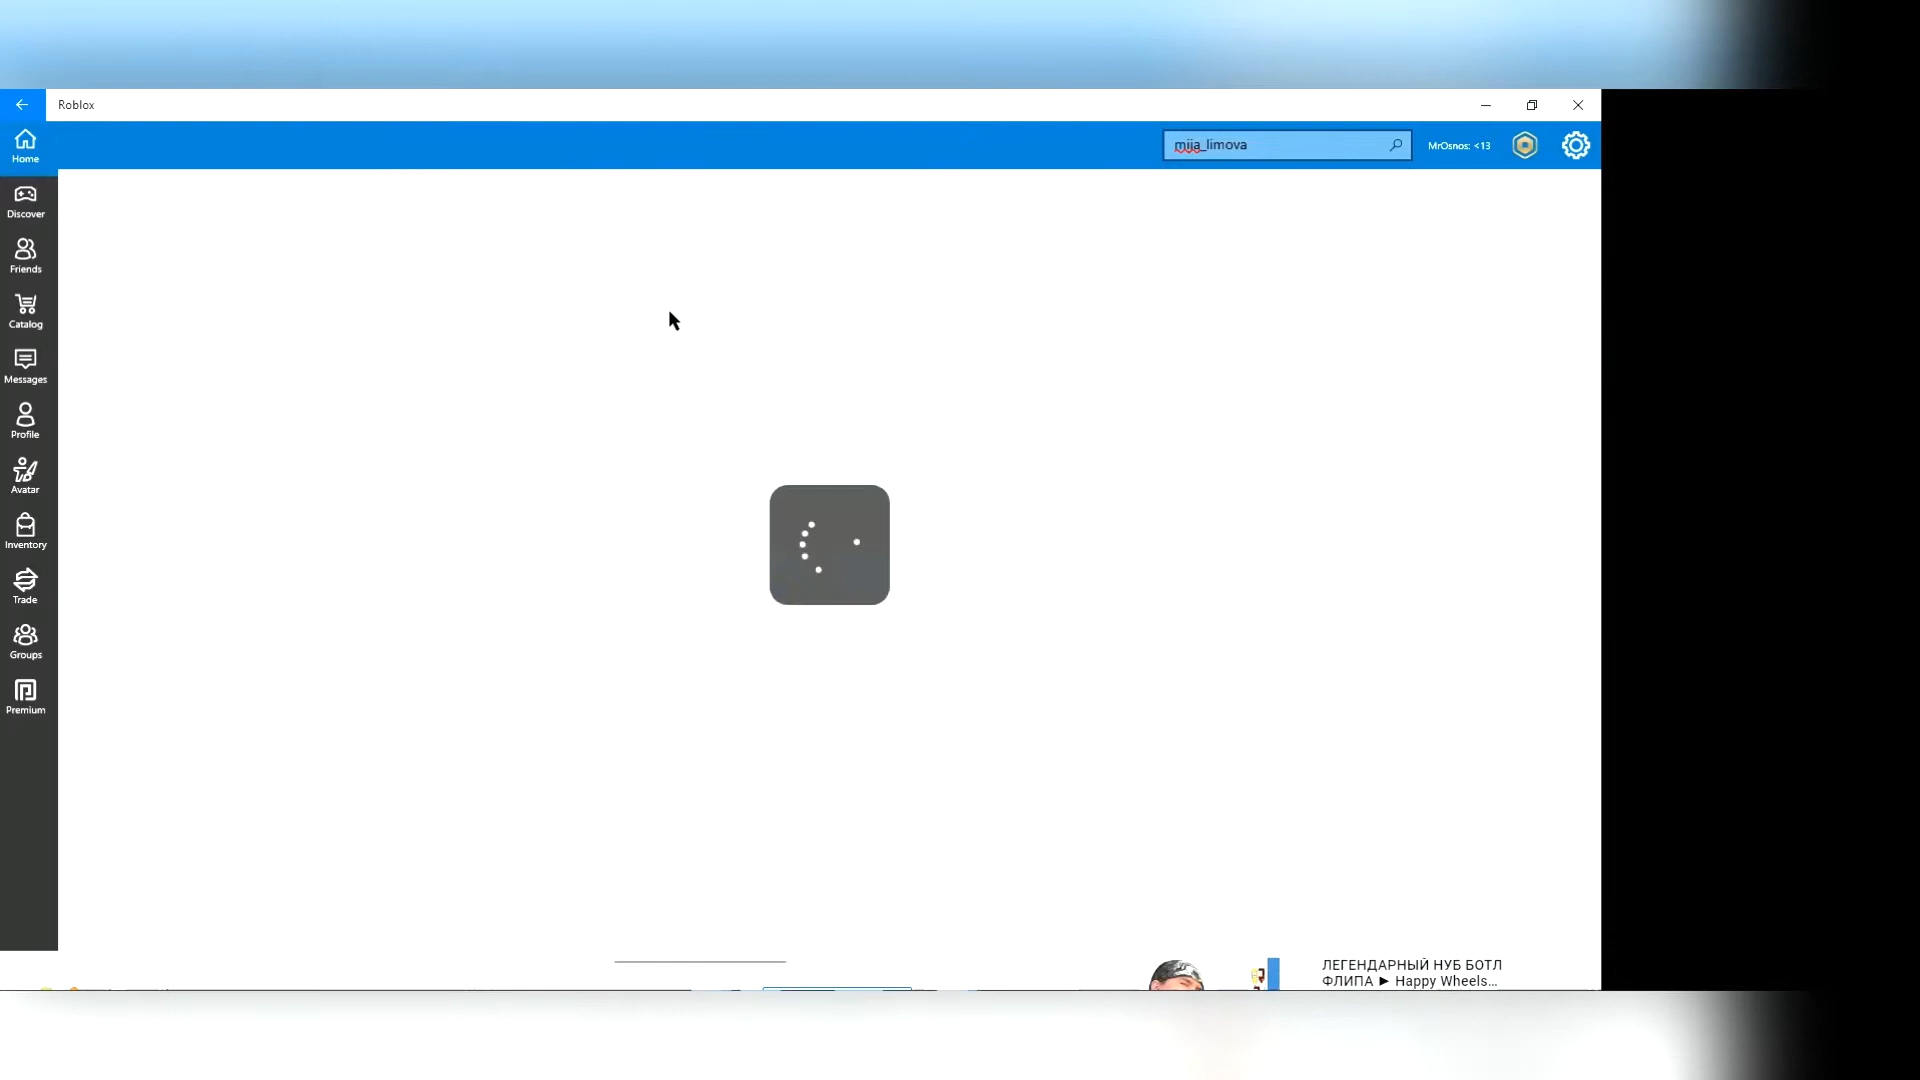 Roblox
mija_limova
MrOsnos: <13
Home
Discover
Friends
Catalog
Messages
Profile
Avatar
Inventory
Trade
Groups
Premium
ЛЕГЕНДАРНЫЙ НУБ БОТЛ
ФЛИПА ► Happy Wheels...